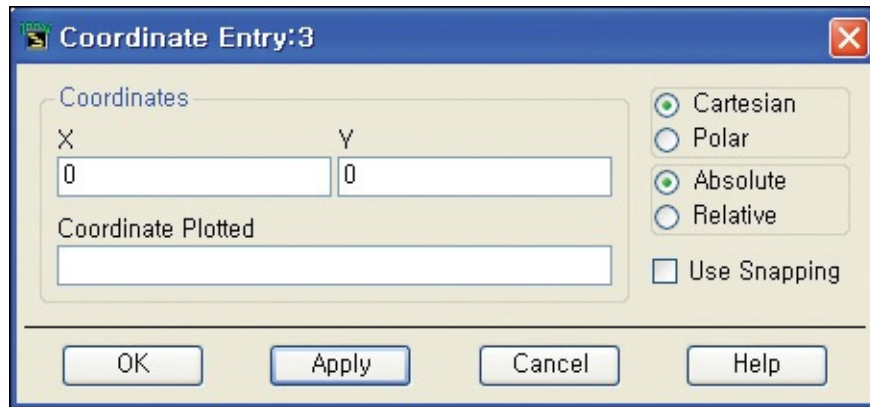 Coordinate Entry:3
Coordinates
X Y
0 0
Coordinate Plotted
Cartesian
Polar
Absolute
Relative
Use Snapping
OK Apply Cancel Help